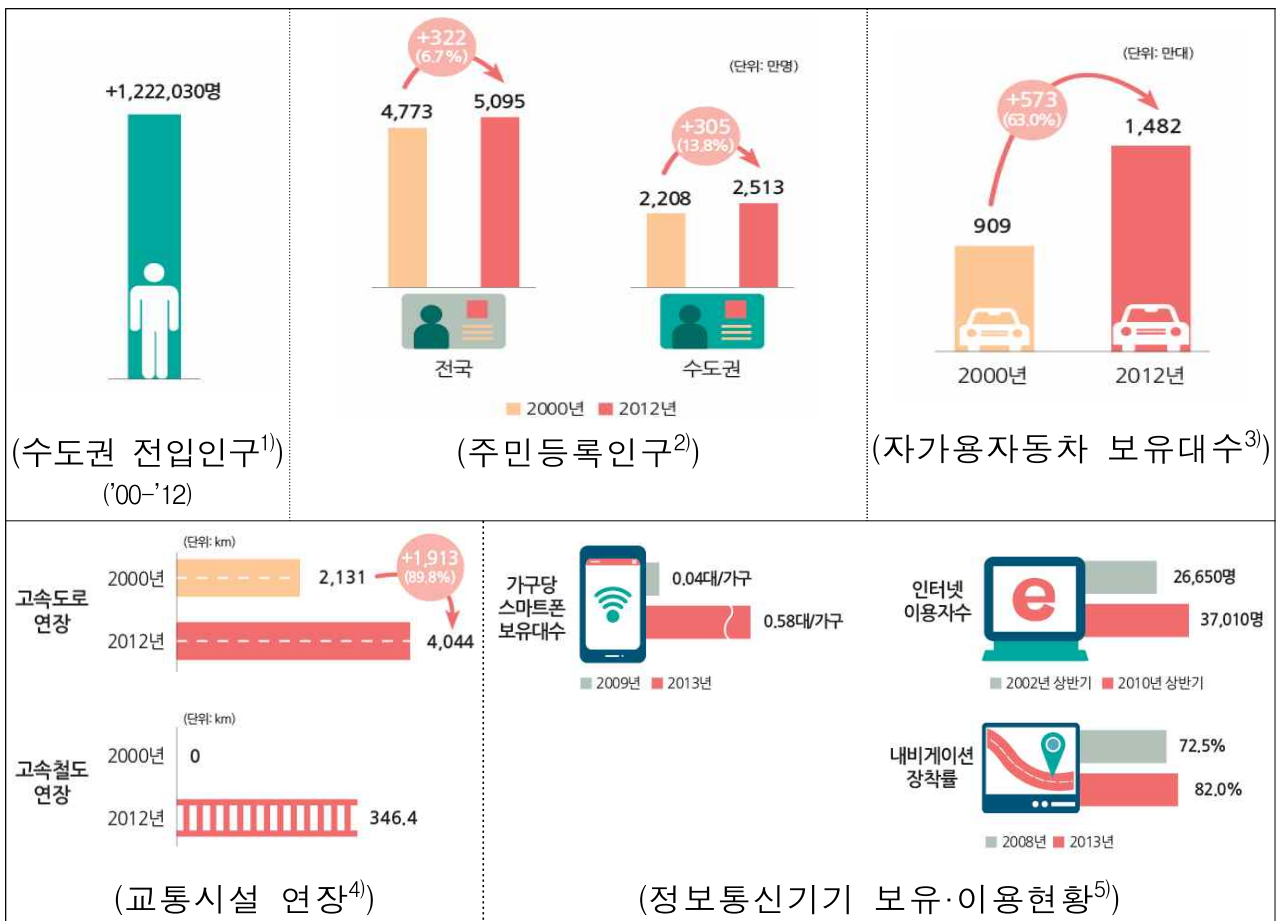 +1,222,030명
(수도권 전입인구1))
('00-'12)
+322
(6.7%)
(단위: 만명)
4,773
5,095
+305
(13.8%)
2,208
2,513
전국
수도권
2000년 2012년
(주민등록인구2))
(단위: 만대)
+573
(63.0%)
1,482
909
2000년
2012년
(자가용자동차 보유대수3))
(단위: km)
고속도로
연장
2000년
2,131
+1,913
(89.8%)
2012년
4,044
(단위: km)
고속철도
연장
2000년
0
2012년
346.4
(교통시설 연장4))
가구당
스마트폰
보유대수
0.04대/가구
0.58대/가구
2009년 2013년
인터넷
이용자수
e
26,650명
37,010명
2002년 상반기 2010년 상반기
내비게이션
장착률
72.5%
82.0%
2008년 2013년
(정보통신기기 보유·이용현황5))